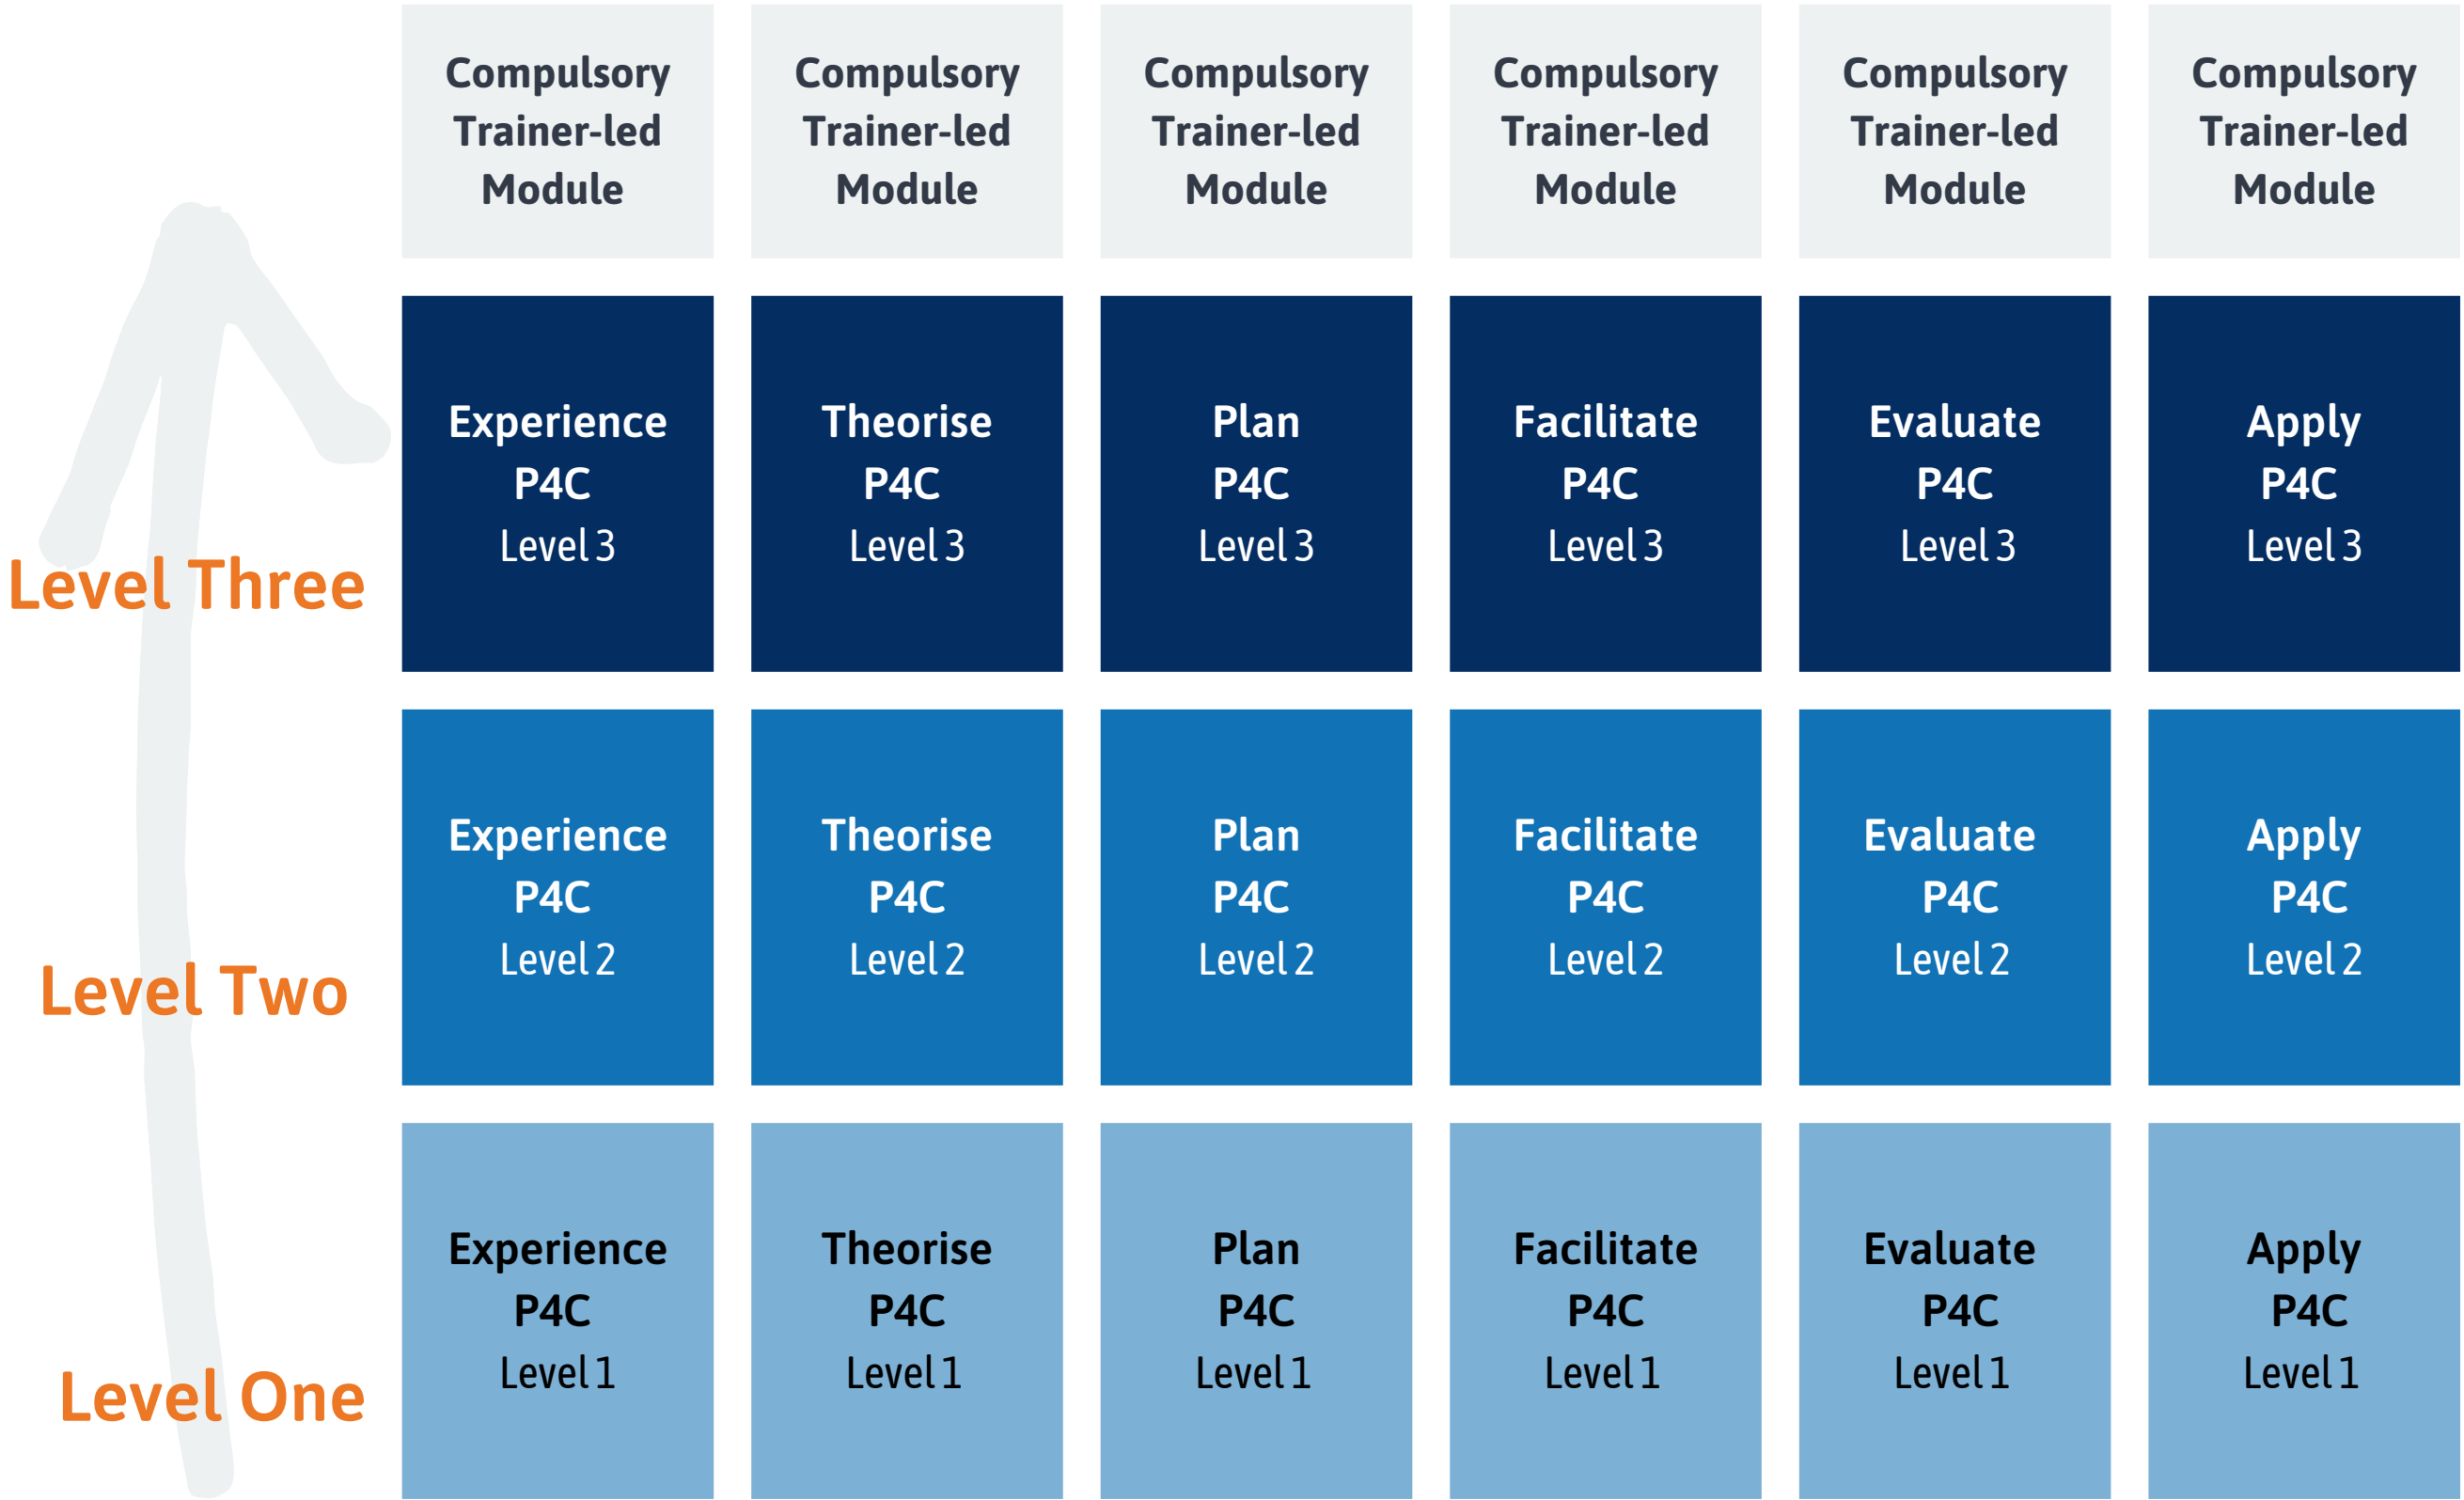 Compulsory Trainer-led Module
Compulsory Trainer-led Module
Compulsory Trainer-led Module
Compulsory Trainer-led Module
Compulsory Trainer-led Module
Compulsory Trainer-led Module
Level Three
Experience
P4C
Level 3
Theorise
P4C
Level 3
Plan
P4C
Level 3
Facilitate
P4C
Level 3
Evaluate
P4C
Level 3
Apply
P4C
Level 3
Level Two
Experience
P4C
Level 2
Theorise
P4C
Level 2
Plan
P4C
Level 2
Facilitate
P4C
Level 2
Evaluate
P4C
Level 2
Apply
P4C
Level 2
Level One
Experience
P4C
Level 1
Theorise
P4C
Level 1
Plan
P4C
Level 1
Facilitate
P4C
Level 1
Evaluate
P4C
Level 1
Apply
P4C
Level 1